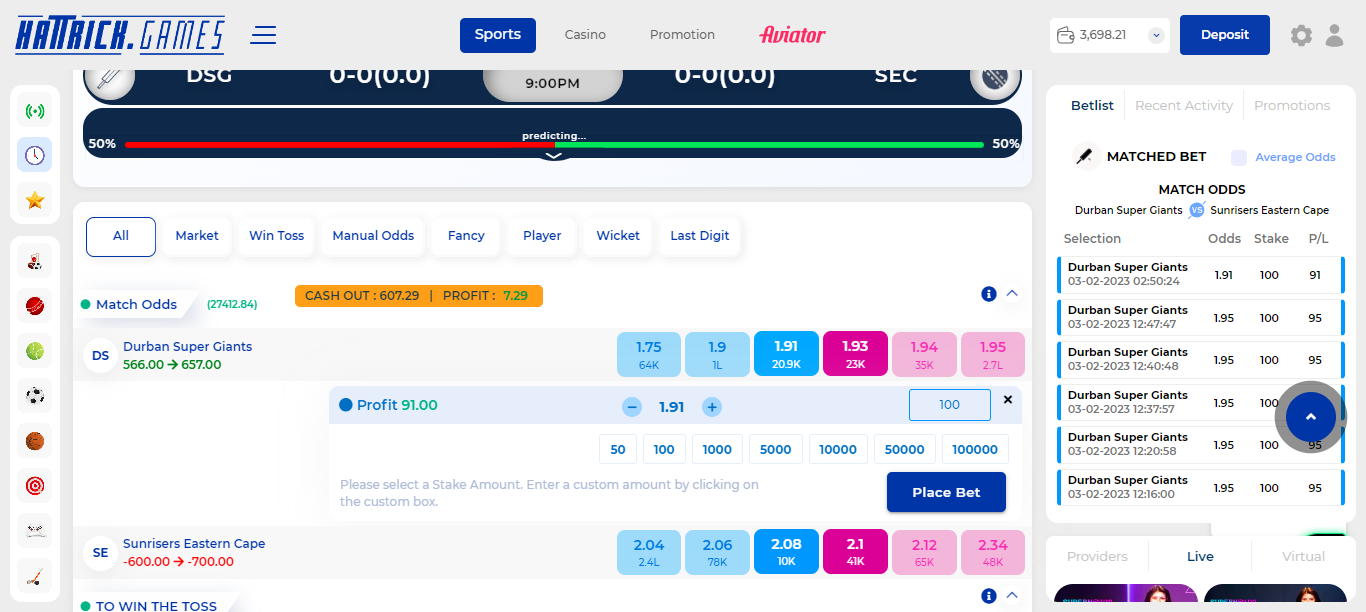 HATTRICK.GAMES
Sports Casino Promotion Aviator
3,698.21 Deposit
DSG 0-0(0.0) 9:00PM 0-0(0.0) SEC
predicting...
50% 50%
All Market Win Toss Manual Odds Fancy Player Wicket Last Digit
Match Odds (27412.84) CASH OUT : 607.29 | PROFIT : 7.29
DS Durban Super Giants
566.00 → 657.00
1.75 1.9 1.91 1.93 1.94 1.95
64K 1L 20.9K 23K 35K 2.7L
Profit 91.00 − 1.91 + 100 ×
50 100 1000 5000 10000 50000 100000
Please select a Stake Amount. Enter a custom amount by clicking on
the custom box.
Place Bet
SE Sunrisers Eastern Cape
-600.00 → -700.00
2.04 2.06 2.08 2.1 2.12 2.34
2.4L 78K 10K 41K 65K 48K
TO WIN THE TOSS
Betlist Recent Activity Promotions
MATCHED BET Average Odds
MATCH ODDS
Durban Super Giants VS Sunrisers Eastern Cape
Selection Odds Stake P/L
Durban Super Giants
03-02-2023 02:50:24
1.91 100 91
Durban Super Giants
03-02-2023 12:47:47
1.95 100 95
Durban Super Giants
03-02-2023 12:40:48
1.95 100 95
Durban Super Giants
03-02-2023 12:37:57
1.95 100
Durban Super Giants
03-02-2023 12:20:58
1.95 100 95
Durban Super Giants
03-02-2023 12:16:00
1.95 100 95
Providers Live Virtual